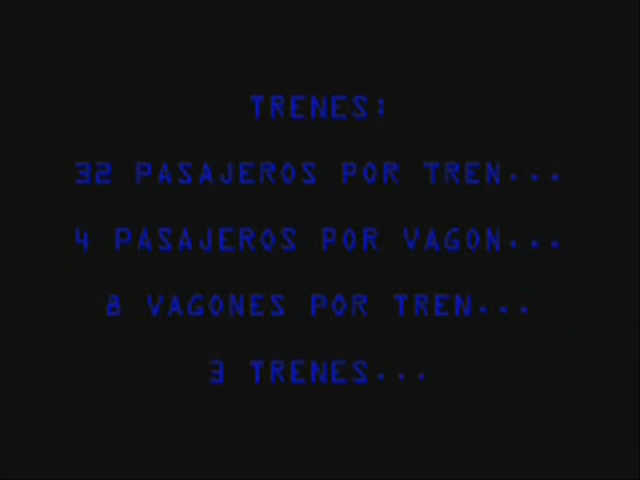 TRENES:
32 PASAJEROS POR TREN...
4 PASAJEROS POR VAGON...
8 VAGONES POR TREN...
3 TRENES...